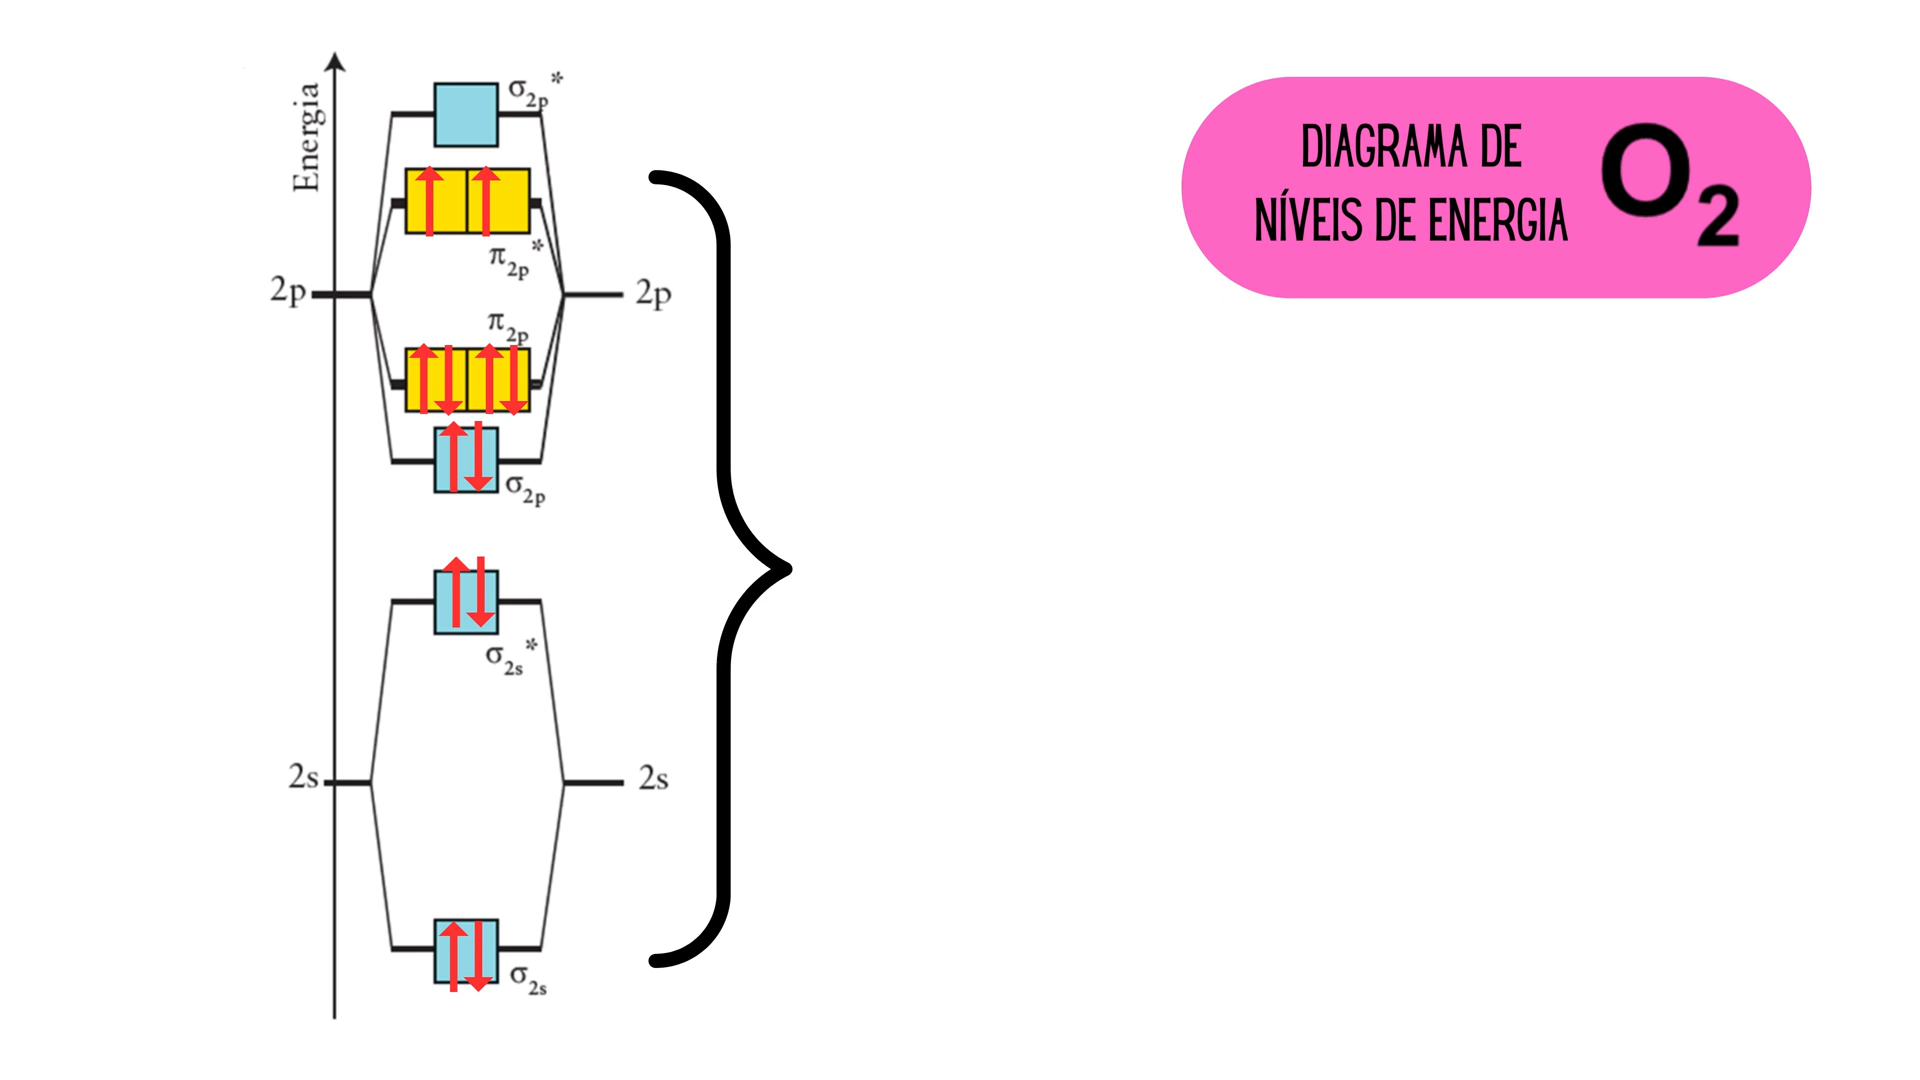 Energia
σ2p*
π2p*
2p
2p
π2p
σ2p
σ2s*
2s
2s
σ2s
DIAGRAMA DE
NÍVEIS DE ENERGIA
O2